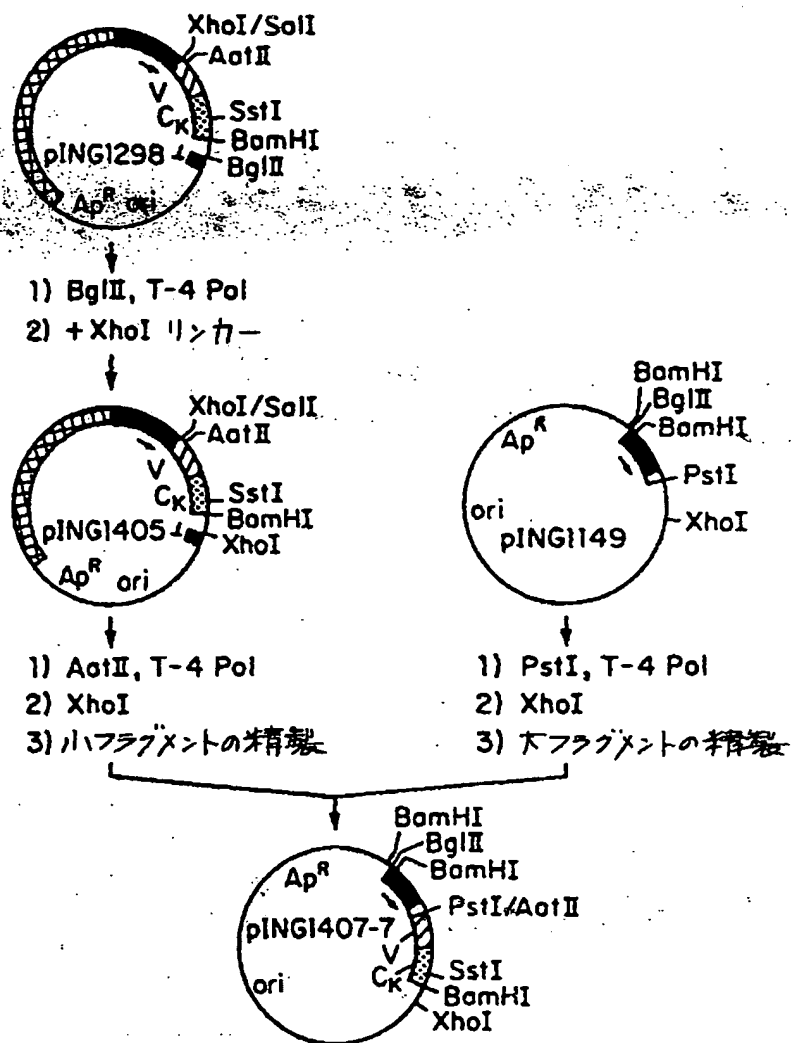 XhoI/SalI
AatII
V
CK
SstI
BamHI
pING1298
BglII
Ap^R ori
1) BglII, T-4 Pol
2) +XhoI リンカー
XhoI/SalI
AatII
V
CK
SstI
BamHI
pING1405
XhoI
Ap^R ori
BamHI
BglII
BamHI
Ap^R
PstI
ori
XhoI
pING1149
1) AatII, T-4 Pol
2) XhoI
3) 小フラグメントの精製
1) PstI, T-4 Pol
2) XhoI
3) 大フラグメントの精製
BamHI
BglII
BamHI
Ap^R
PstI/AatII
pING1407-7
V
CK
ori
SstI
BamHI
XhoI